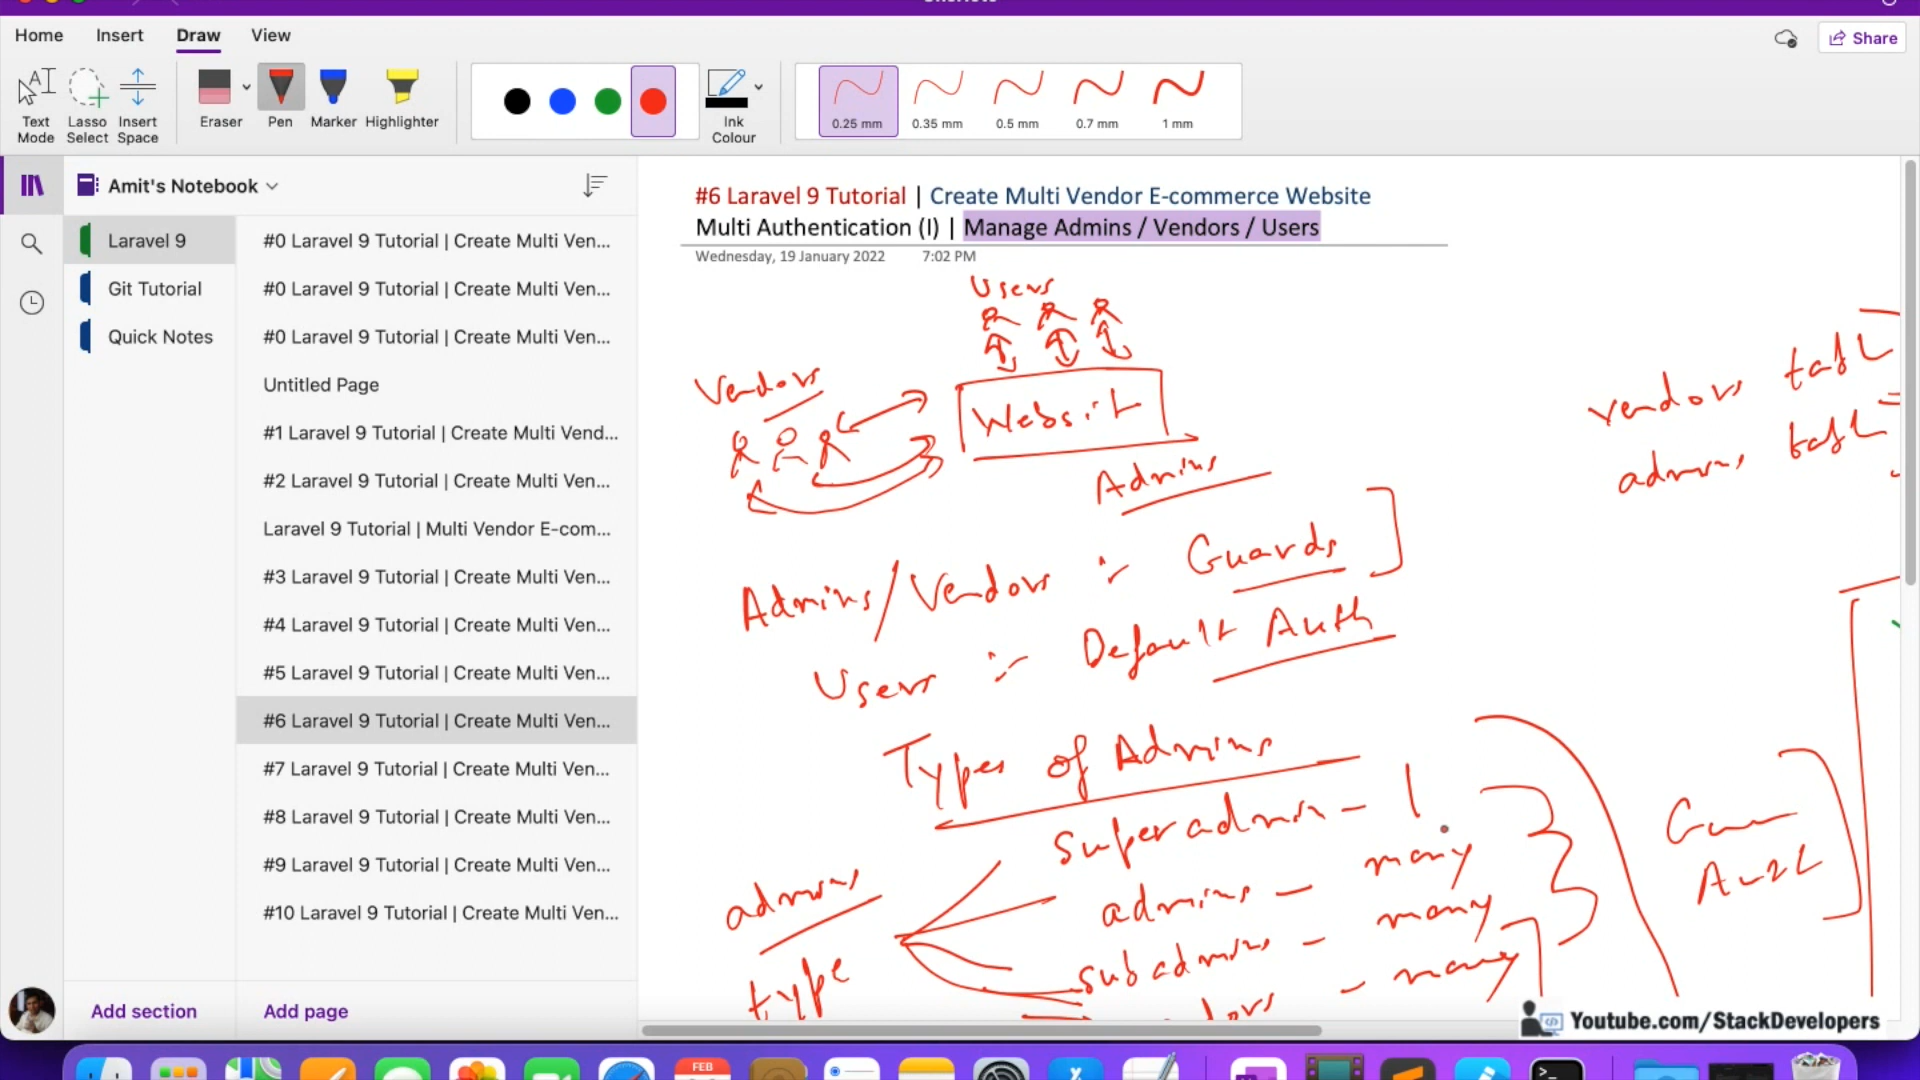 Home Insert Draw View Share
Text Mode
Lasso Select
Insert Space
Eraser
Pen
Marker
Highlighter
Ink Colour
0.25 mm
0.35 mm
0.5 mm
0.7 mm
1 mm
Amit's Notebook
Laravel 9
Git Tutorial
Quick Notes
#0 Laravel 9 Tutorial | Create Multi Ven...
#0 Laravel 9 Tutorial | Create Multi Ven...
#0 Laravel 9 Tutorial | Create Multi Ven...
Untitled Page
#1 Laravel 9 Tutorial | Create Multi Vend...
#2 Laravel 9 Tutorial | Create Multi Ven...
Laravel 9 Tutorial | Multi Vendor E-com...
#3 Laravel 9 Tutorial | Create Multi Ven...
#4 Laravel 9 Tutorial | Create Multi Ven...
#5 Laravel 9 Tutorial | Create Multi Ven...
#6 Laravel 9 Tutorial | Create Multi Ven...
#7 Laravel 9 Tutorial | Create Multi Ven...
#8 Laravel 9 Tutorial | Create Multi Ven...
#9 Laravel 9 Tutorial | Create Multi Ven...
#10 Laravel 9 Tutorial | Create Multi Ven...
Add section
Add page
#6 Laravel 9 Tutorial | Create Multi Vendor E-commerce Website
Multi Authentication (I) | Manage Admins / Vendors / Users
Wednesday, 19 January 2022 7:02 PM
Users
Vendors
Website
Admins
Admins/Vendors :- Guards
Users :- Default Auth
Types of Admins
superadmin - 1
admins - many
subadmins - many
- many
admins
type
vendors table
admins table
Youtube.com/StackDevelopers
FEB